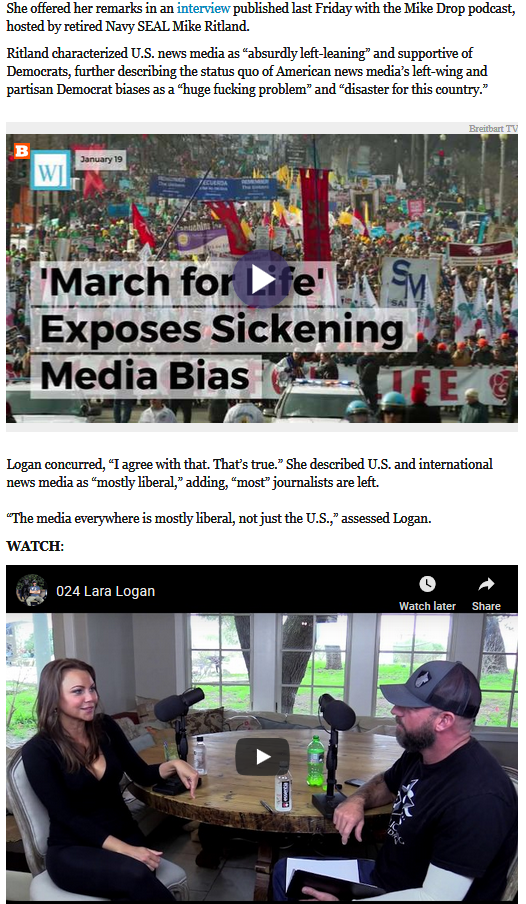 She offered her remarks in an interview published last Friday with the Mike Drop podcast,
hosted by retired Navy SEAL Mike Ritland.
Ritland characterized U.S. news media as “absurdly left-leaning” and supportive of
Democrats, further describing the status quo of American news media’s left-wing and
partisan Democrat biases as a “huge fucking problem” and “disaster for this country.”
Breitbart TV
B
WJ
January 19
'March for Life'
Exposes Sickening
Media Bias
SM
LIFE
Logan concurred, “I agree with that. That’s true.” She described U.S. and international
news media as “mostly liberal,” adding, “most” journalists are left.
“The media everywhere is mostly liberal, not just the U.S.,” assessed Logan.
WATCH:
024 Lara Logan
Watch later
Share